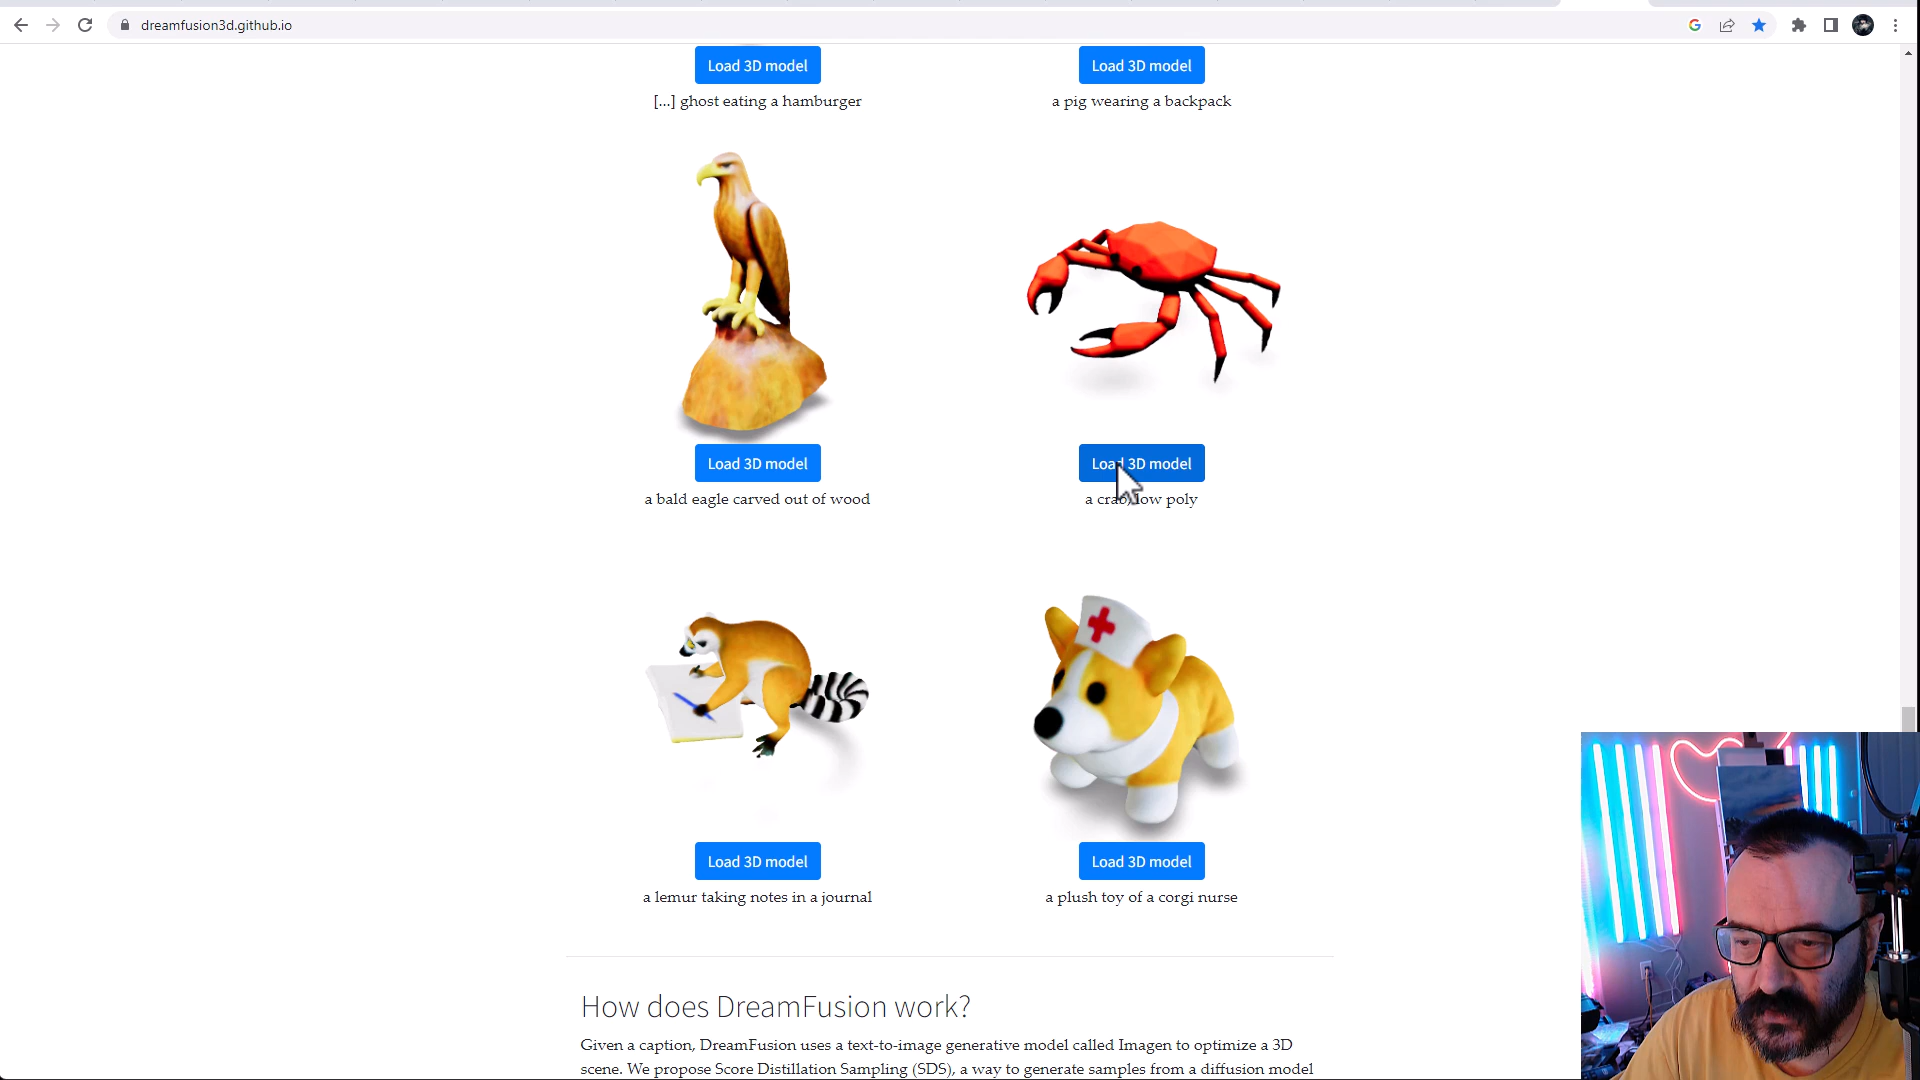 dreamfusion3d.github.io
Load 3D model
Load 3D model
[...] ghost eating a hamburger
a pig wearing a backpack
Load 3D model
Load 3D model
a bald eagle carved out of wood
a crab, low poly
Load 3D model
Load 3D model
a lemur taking notes in a journal
a plush toy of a corgi nurse
How does DreamFusion work?
Given a caption, DreamFusion uses a text-to-image generative model called Imagen to optimize a 3D
scene. We propose Score Distillation Sampling (SDS), a way to generate samples from a diffusion model